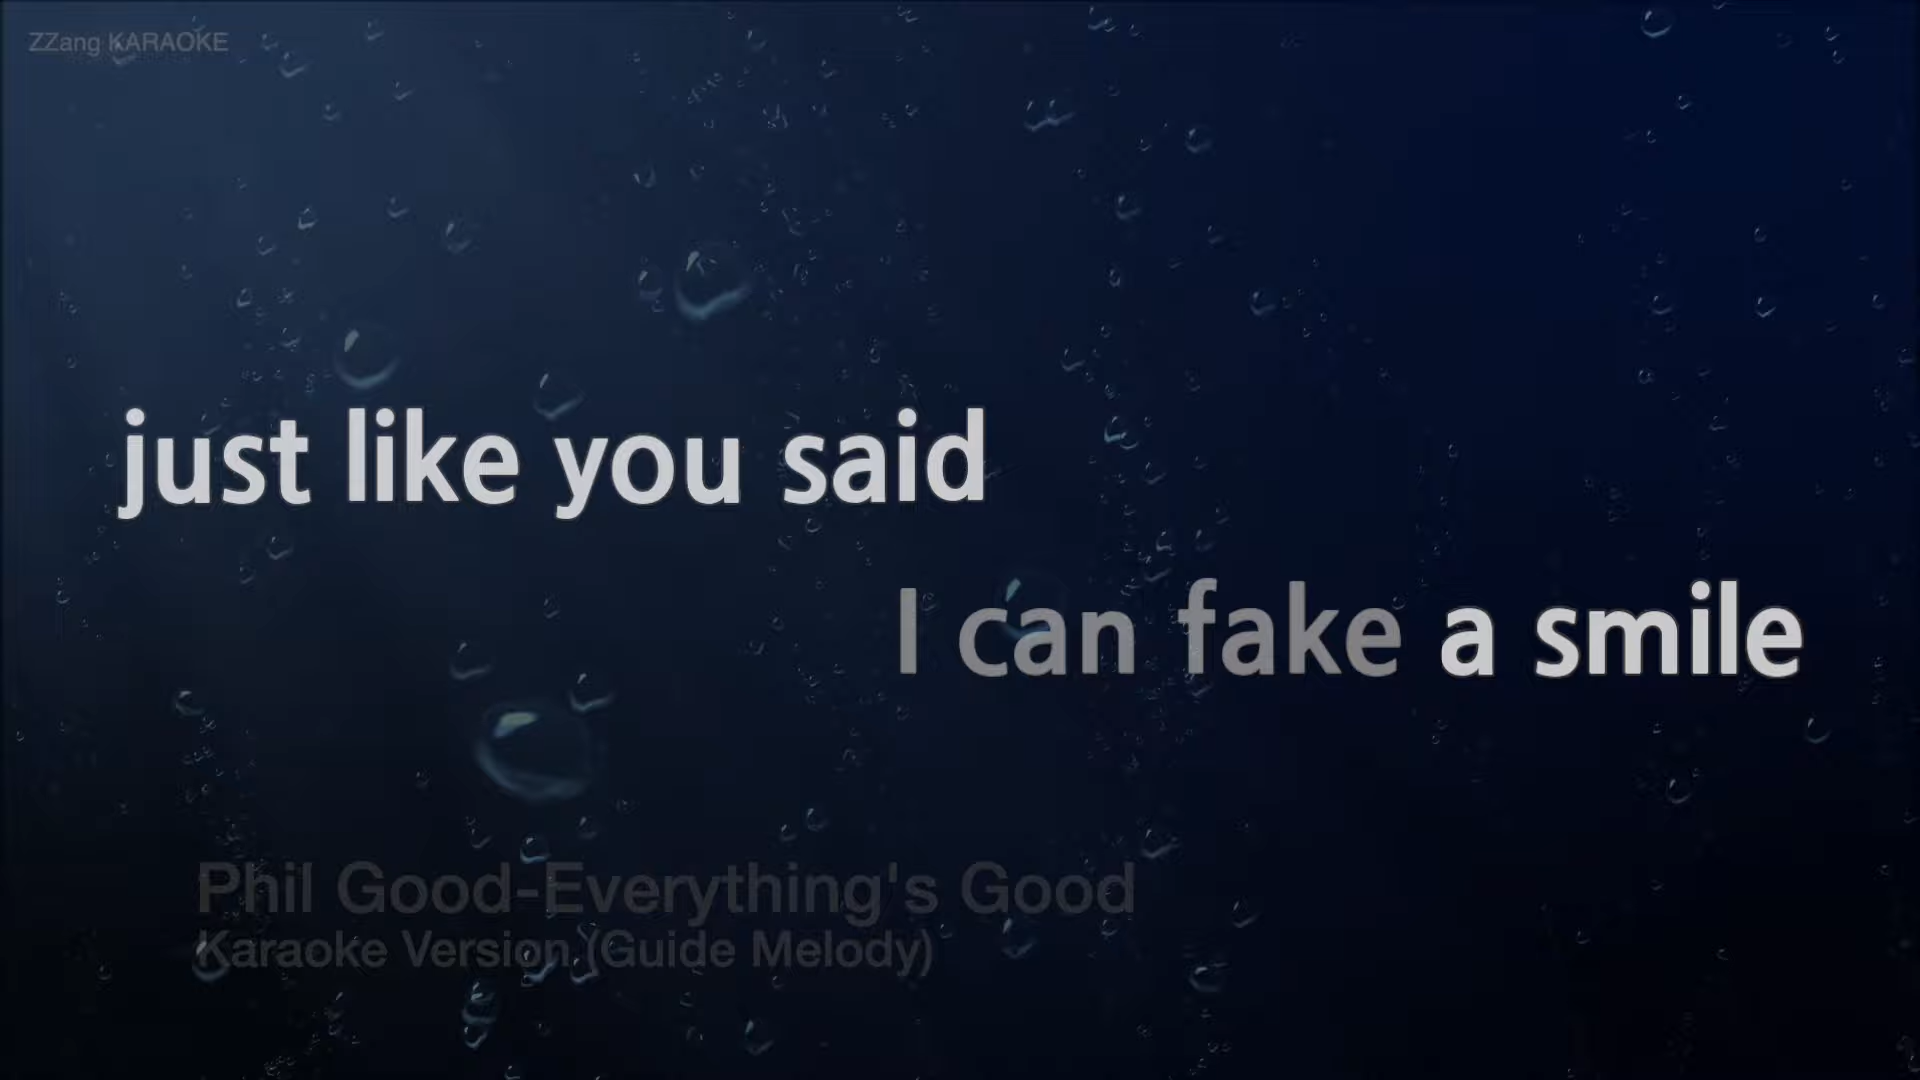 ZZang KARAOKE
just like you said
I can fake a smile
Phil Good-Everything's Good
Karaoke Version (Guide Melody)